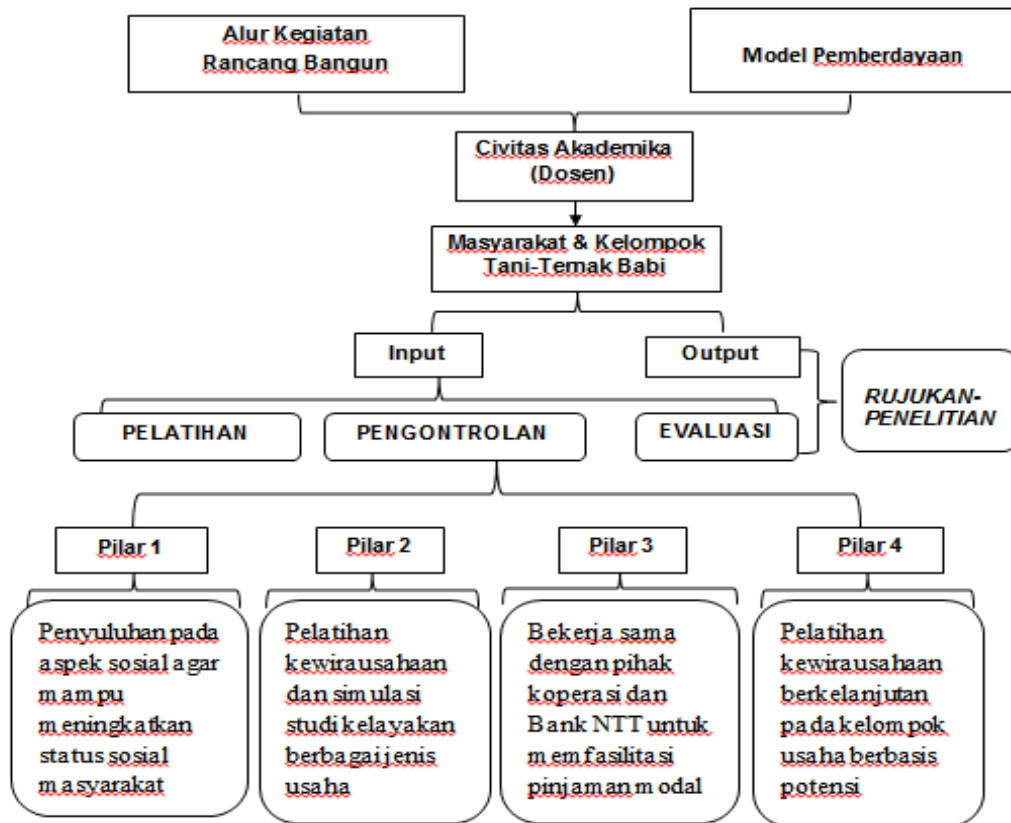 Alur Kegiatan
Rancang Bangun
Model Pemberdayaan
Civitas Akademika
(Dosen)
Masyarakat & Kelompok
Tani-Ternak Babi
Input
Output
RUJUKAN-
PENELITIAN
PELATIHAN
PENGONTROLAN
EVALUASI
Pilar 1
Pilar 2
Pilar 3
Pilar 4
Penyuluhan pada
aspek sosial agar
mampu
meningkatkan
status sosial
masyarakat
Pelatihan
kewirausahaan
dan simulasi
studi kelayakan
berbagai jenis
usaha
Bekerja sama
dengan pihak
koperasi dan
Bank NTT untuk
memfasilitasi
pinjaman modal
Pelatihan
kewirausahaan
berkelanjutan
pada kelompok
usaha berbasis
potensi